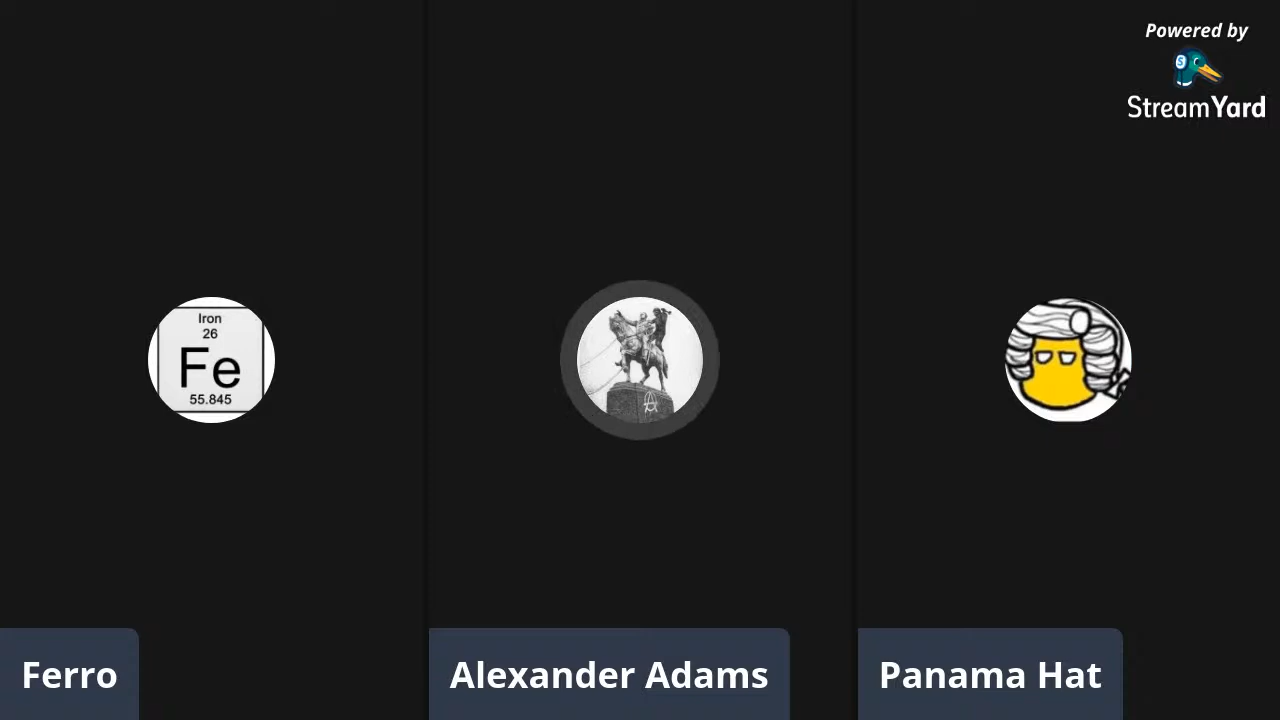 Powered by
StreamYard
Iron
26
Fe
55.845
Ferro
Alexander Adams
Panama Hat